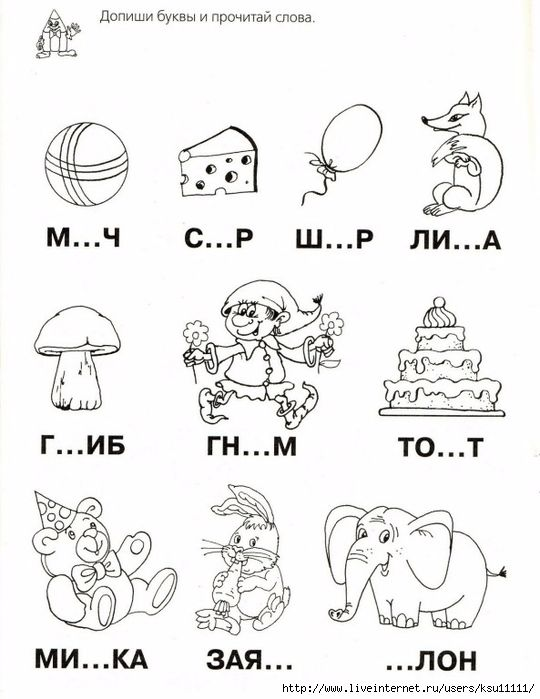 Допиши буквы и прочитай слова.
М...Ч С...Р Ш...Р ЛИ...А
Г...ИБ ГН...М ТО...Т
МИ...КА ЗАЯ... ...ЛОН
http://www.liveinternet.ru/users/ksu11111/